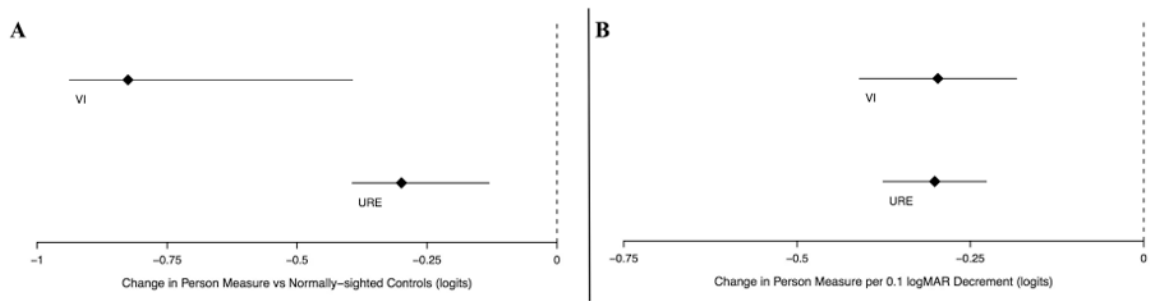 A
VI
URE
−1
−0.75
−0.5
−0.25
0
Change in Person Measure vs Normally−sighted Controls (logits)
B
VI
URE
−0.75
−0.5
−0.25
0
Change in Person Measure per 0.1 logMAR Decrement (logits)